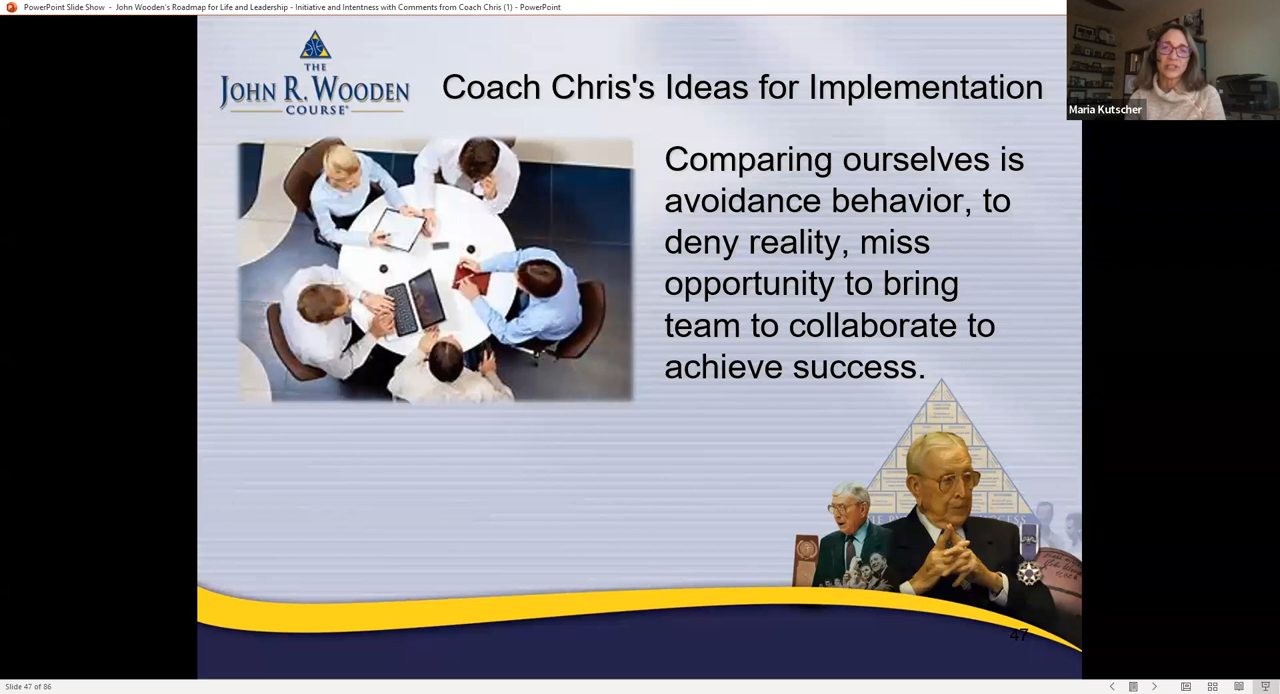 PowerPoint Slide Show - John Wooden's Roadmap for Life and Leadership - Initiative and Intentness with Comments from Coach Chris (1) - PowerPoint
Maria Kutscher
THE
JOHN R. WOODEN
COURSE®
Coach Chris's Ideas for Implementation
Comparing ourselves is
avoidance behavior, to
deny reality, miss
opportunity to bring
team to collaborate to
achieve success.
47
Slide 47 of 86